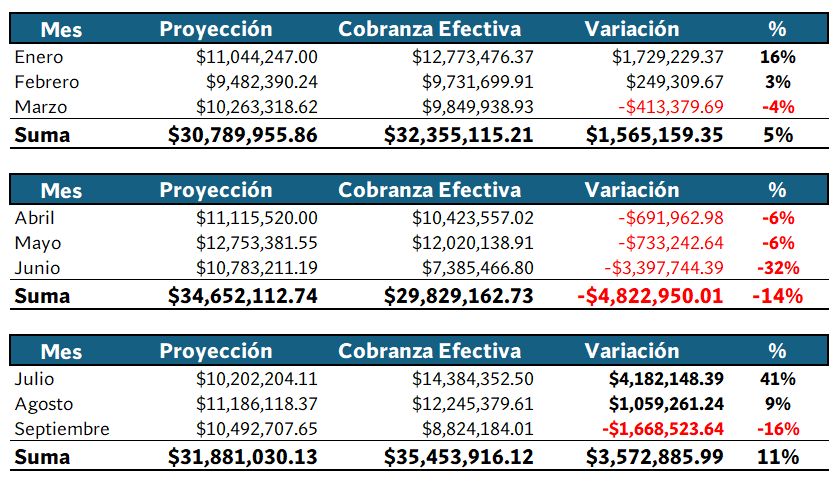 Mes Proyección Cobranza Efectiva Variación %
Enero $11,044,247.00 $12,773,476.37 $1,729,229.37 16%
Febrero $9,482,390.24 $9,731,699.91 $249,309.67 3%
Marzo $10,263,318.62 $9,849,938.93 -$413,379.69 -4%
Suma $30,789,955.86 $32,355,115.21 $1,565,159.35 5%
Mes Proyección Cobranza Efectiva Variación %
Abril $11,115,520.00 $10,423,557.02 -$691,962.98 -6%
Mayo $12,753,381.55 $12,020,138.91 -$733,242.64 -6%
Junio $10,783,211.19 $7,385,466.80 -$3,397,744.39 -32%
Suma $34,652,112.74 $29,829,162.73 -$4,822,950.01 -14%
Mes Proyección Cobranza Efectiva Variación %
Julio $10,202,204.11 $14,384,352.50 $4,182,148.39 41%
Agosto $11,186,118.37 $12,245,379.61 $1,059,261.24 9%
Septiembre $10,492,707.65 $8,824,184.01 -$1,668,523.64 -16%
Suma $31,881,030.13 $35,453,916.12 $3,572,885.99 11%